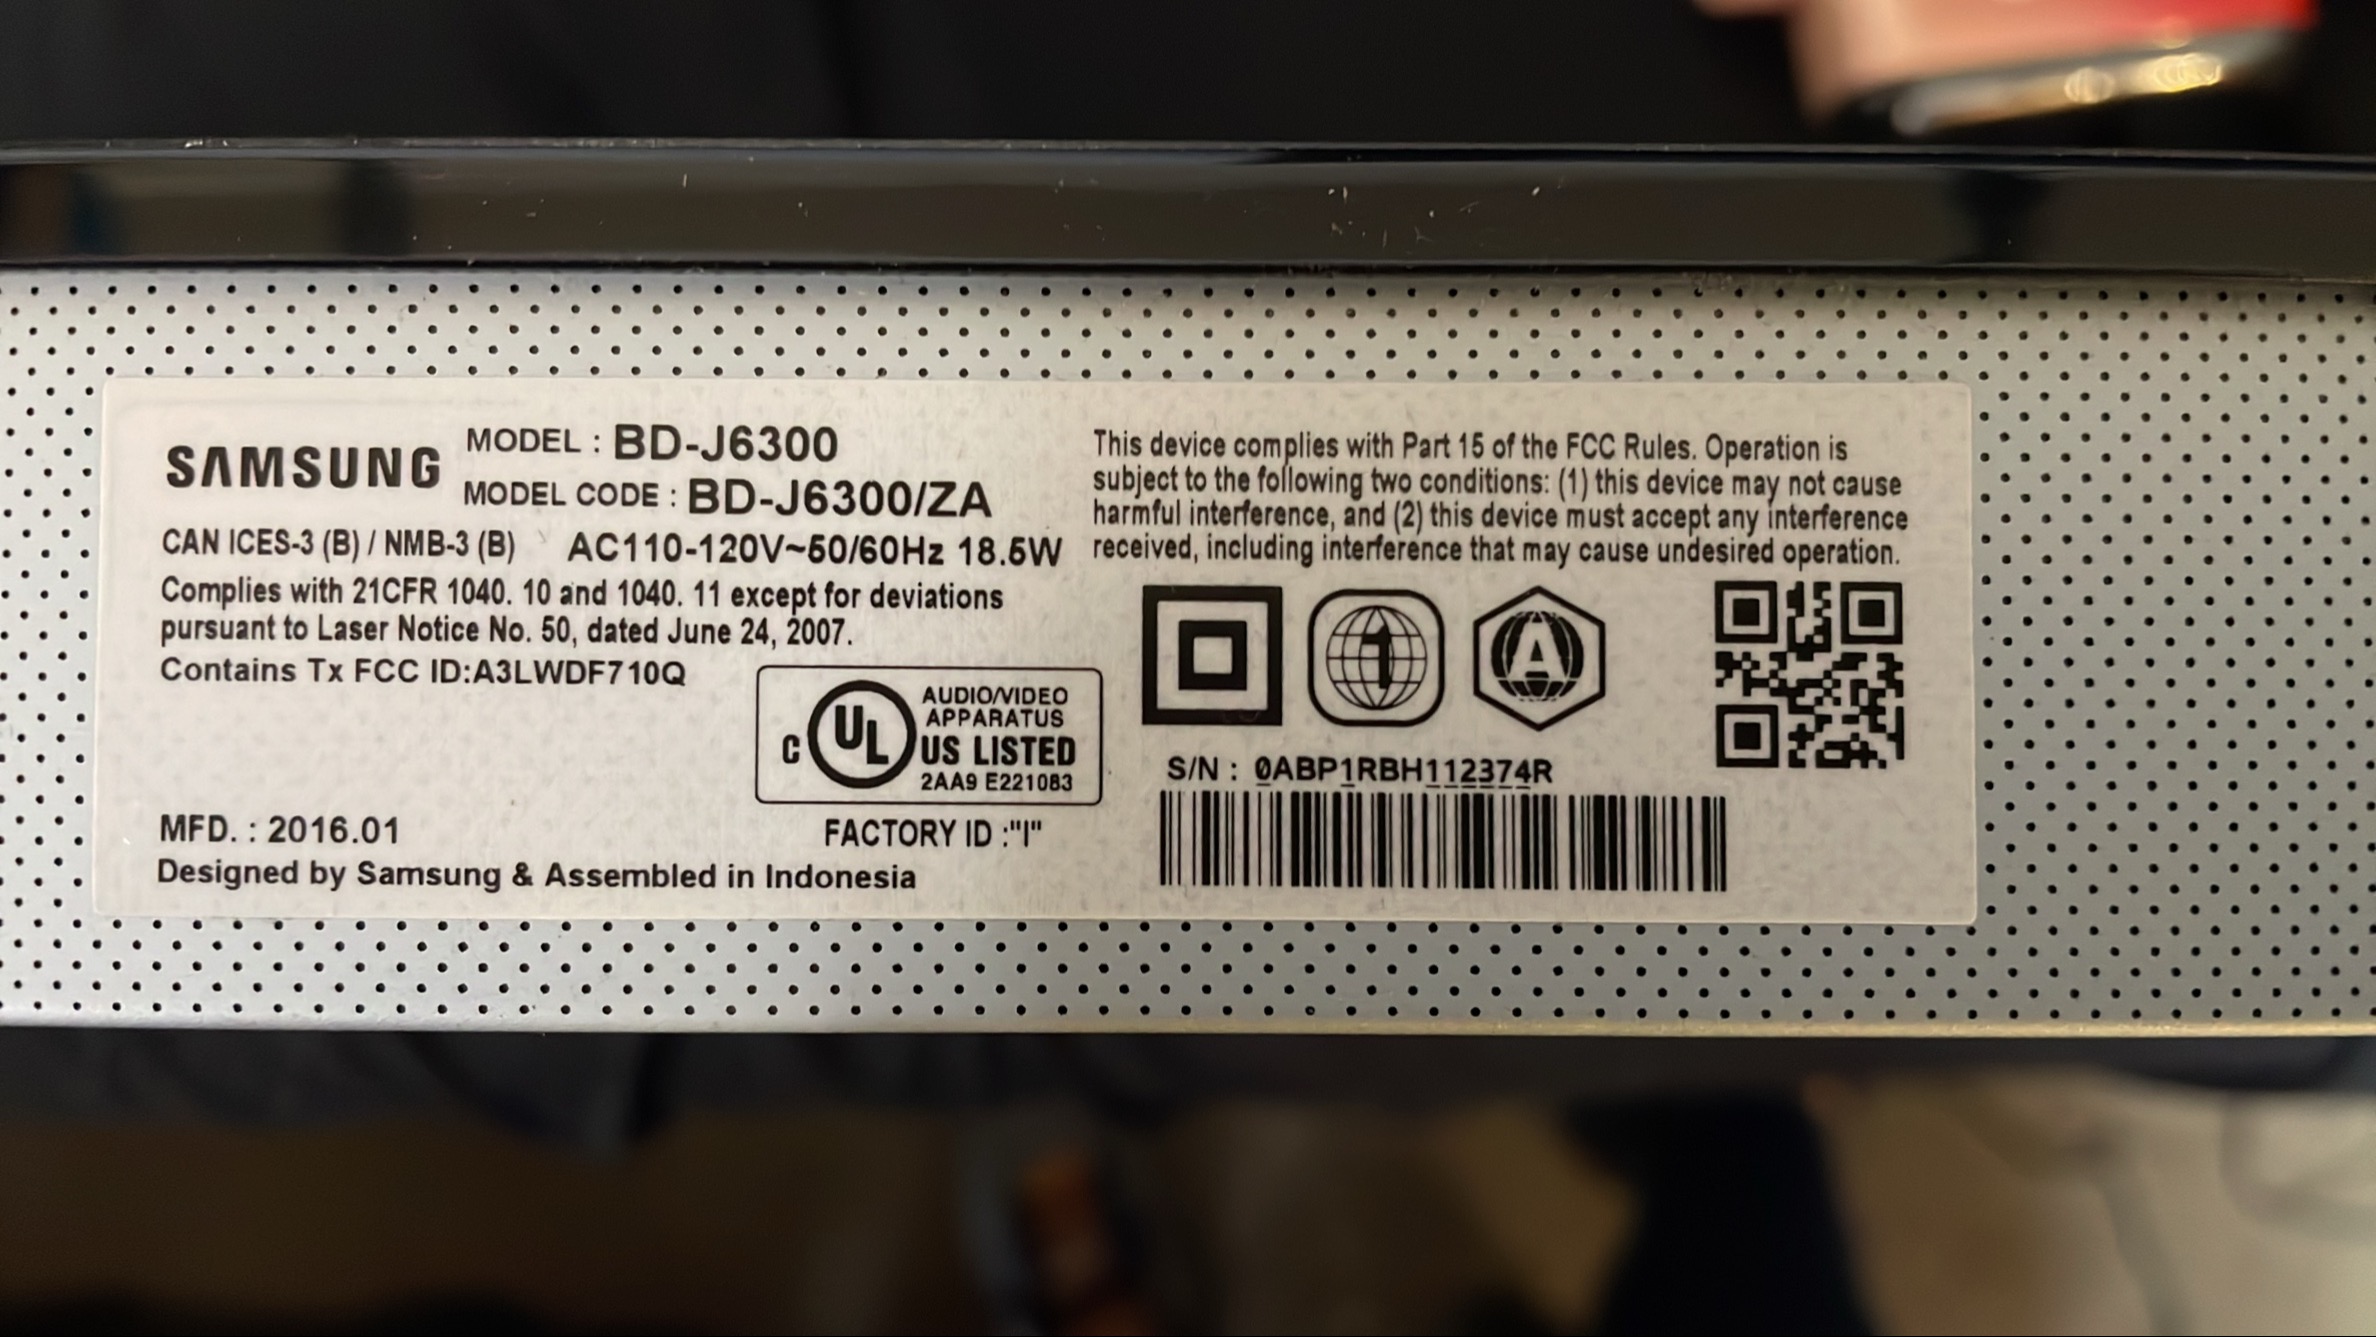 SAMSUNG
MODEL : BD-J6300
MODEL CODE : BD-J6300/ZA
CAN ICES-3 (B) / NMB-3 (B) AC110-120V~50/60Hz 18.5W
Complies with 21CFR 1040. 10 and 1040. 11 except for deviations
pursuant to Laser Notice No. 50, dated June 24, 2007.
Contains Tx FCC ID:A3LWDF710Q
C UL
AUDIO/VIDEO
APPARATUS
US LISTED
2AA9 E221083
MFD. : 2016.01
FACTORY ID :"I"
Designed by Samsung & Assembled in Indonesia
This device complies with Part 15 of the FCC Rules. Operation is
subject to the following two conditions: (1) this device may not cause
harmful interference, and (2) this device must accept any interference
received, including interference that may cause undesired operation.
1
A
S/N : 0ABP1RBH112374R